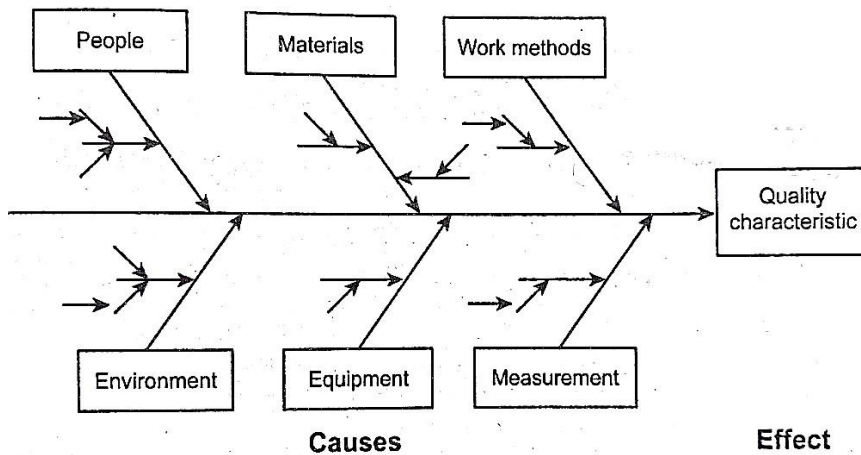 People
Materials
Work methods
Quality
characteristic
Environment
Equipment
Measurement
Causes
Effect